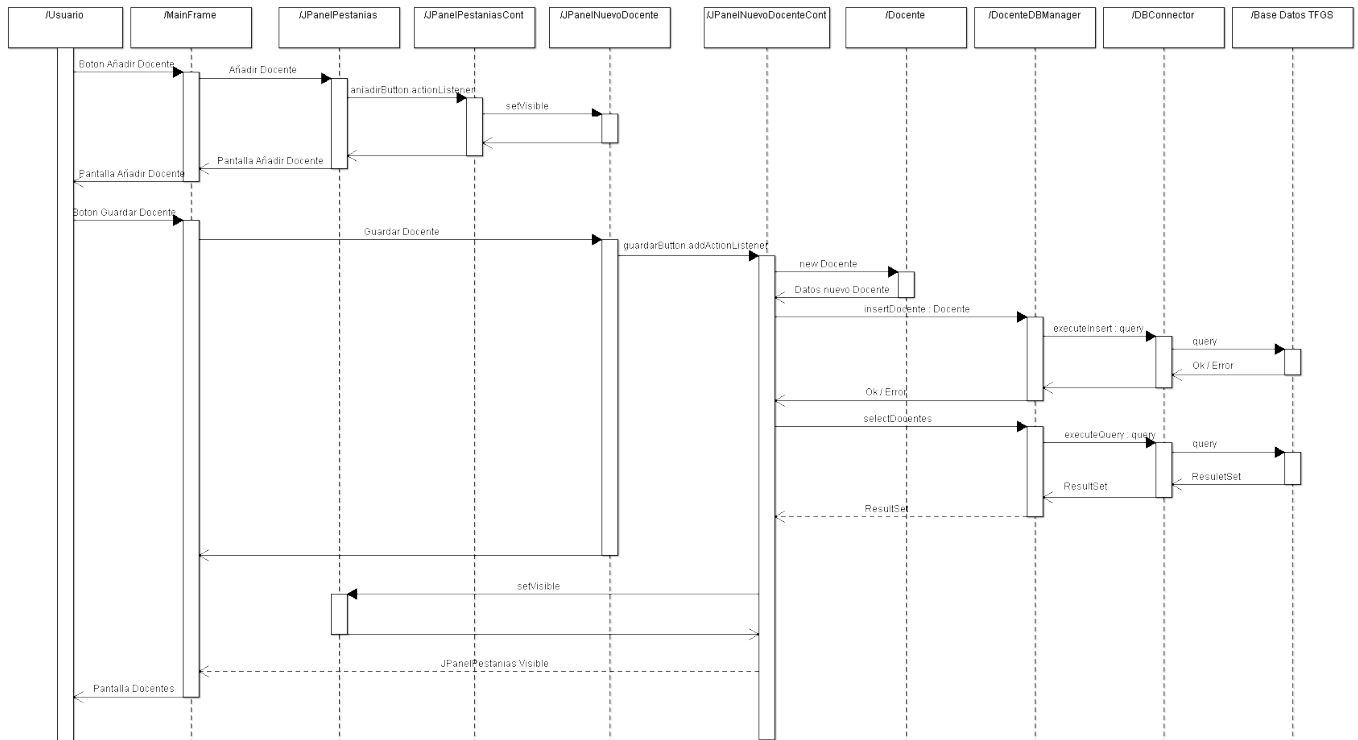 /Usuario
/MainFrame
/JPanelPestanias
/JPanelPestaniasCont
/JPanelNuevoDocente
/JPanelNuevoDocenteCont
/Docente
/DocenteDBManager
/DBConnector
/Base Datos TFGS
Boton Añadir Docente
Añadir Docente
aniadirButton.actionListener
setVisible
Pantalla Añadir Docente
Pantalla Añadir Docente
Boton Guardar Docente
Guardar Docente
guardarButton.addActionListener
new Docente
Datos nuevo Docente
insertDocente : Docente
executeInsert : query
query
Ok / Error
Ok / Error
selectDocentes
executeQuery : query
query
ResuletSet
ResultSet
ResultSet
setVisible
JPanelPestanias Visible
Pantalla Docentes